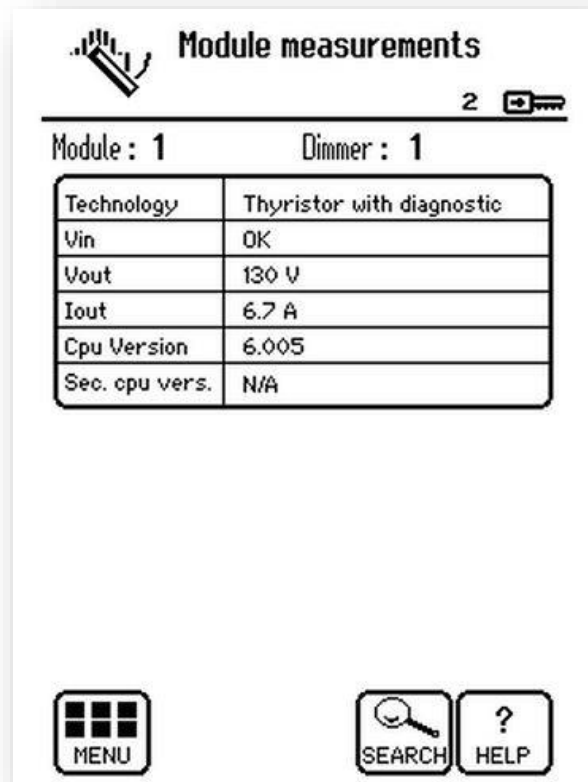 Module measurements
2
Module : 1 Dimmer : 1
Technology Thyristor with diagnostic
Vin OK
Vout 130 V
Iout 6.7 A
Cpu Version 6.005
Sec. cpu vers. N/A
MENU SEARCH ? HELP